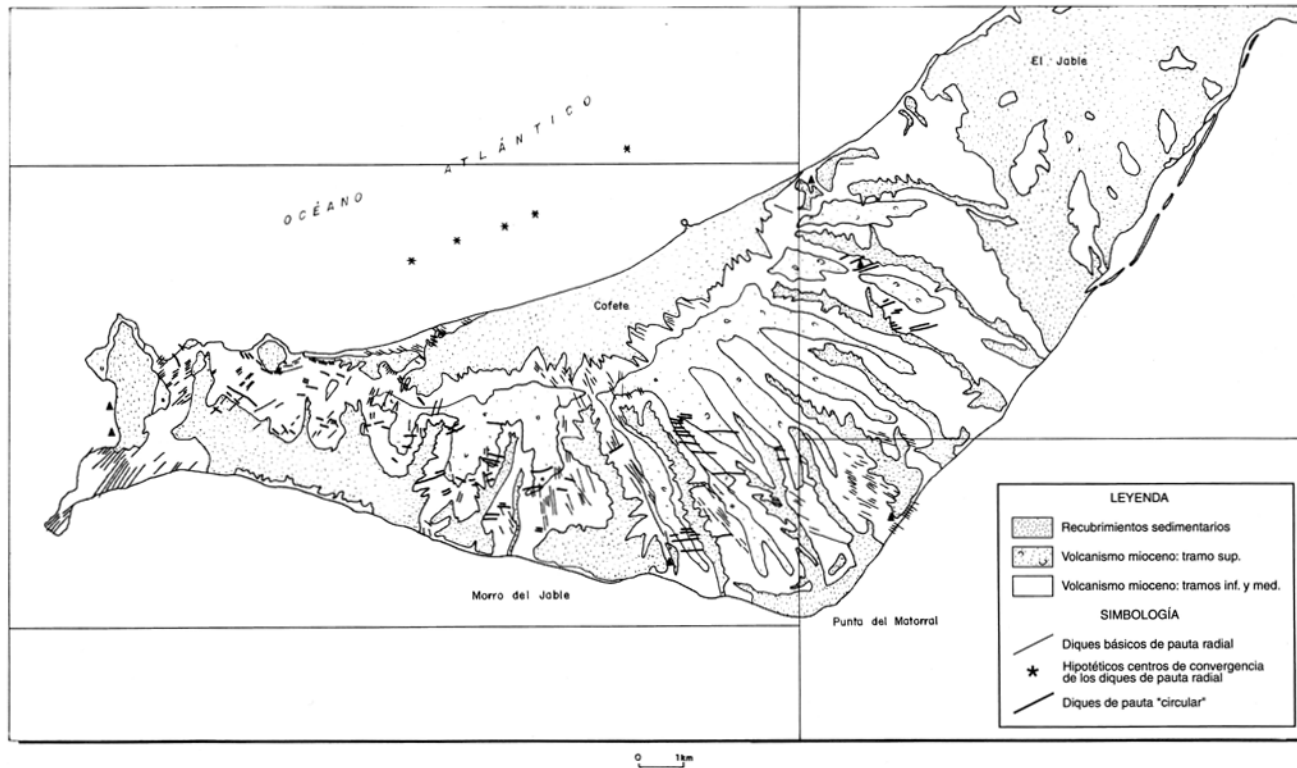 El Jable
OCÉANO ATLÁNTICO
Cofete
Morro del Jable
Punta del Matorral
LEYENDA
Recubrimientos sedimentarios
Volcanismo mioceno: tramo sup.
Volcanismo mioceno: tramos inf. y med.
SIMBOLOGÍA
Diques básicos de pauta radial
Hipotéticos centros de convergencia
de los diques de pauta radial
Diques de pauta "circular"
0 1km